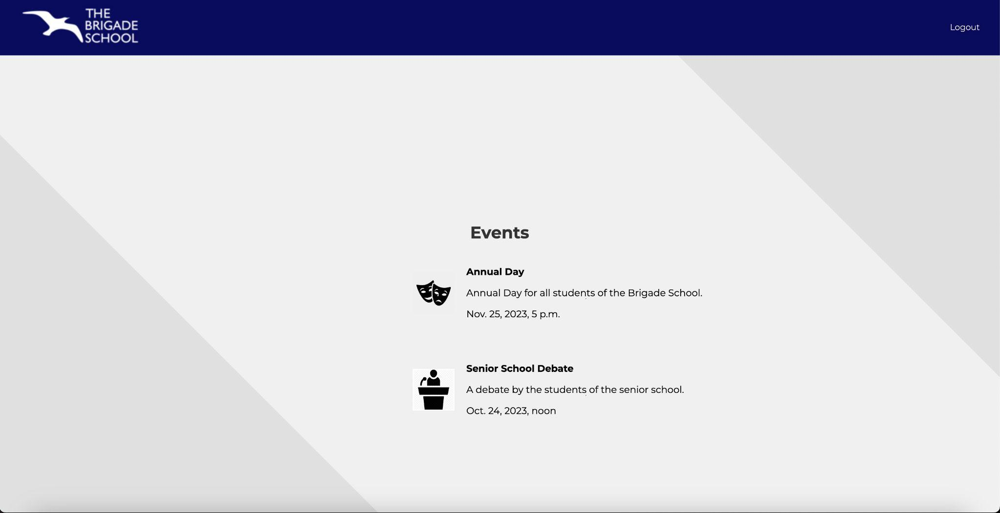 THE
BRIGADE
SCHOOL
Logout
Events
Annual Day
Annual Day for all students of the Brigade School.
Nov. 25, 2023, 5 p.m.
Senior School Debate
A debate by the students of the senior school.
Oct. 24, 2023, noon